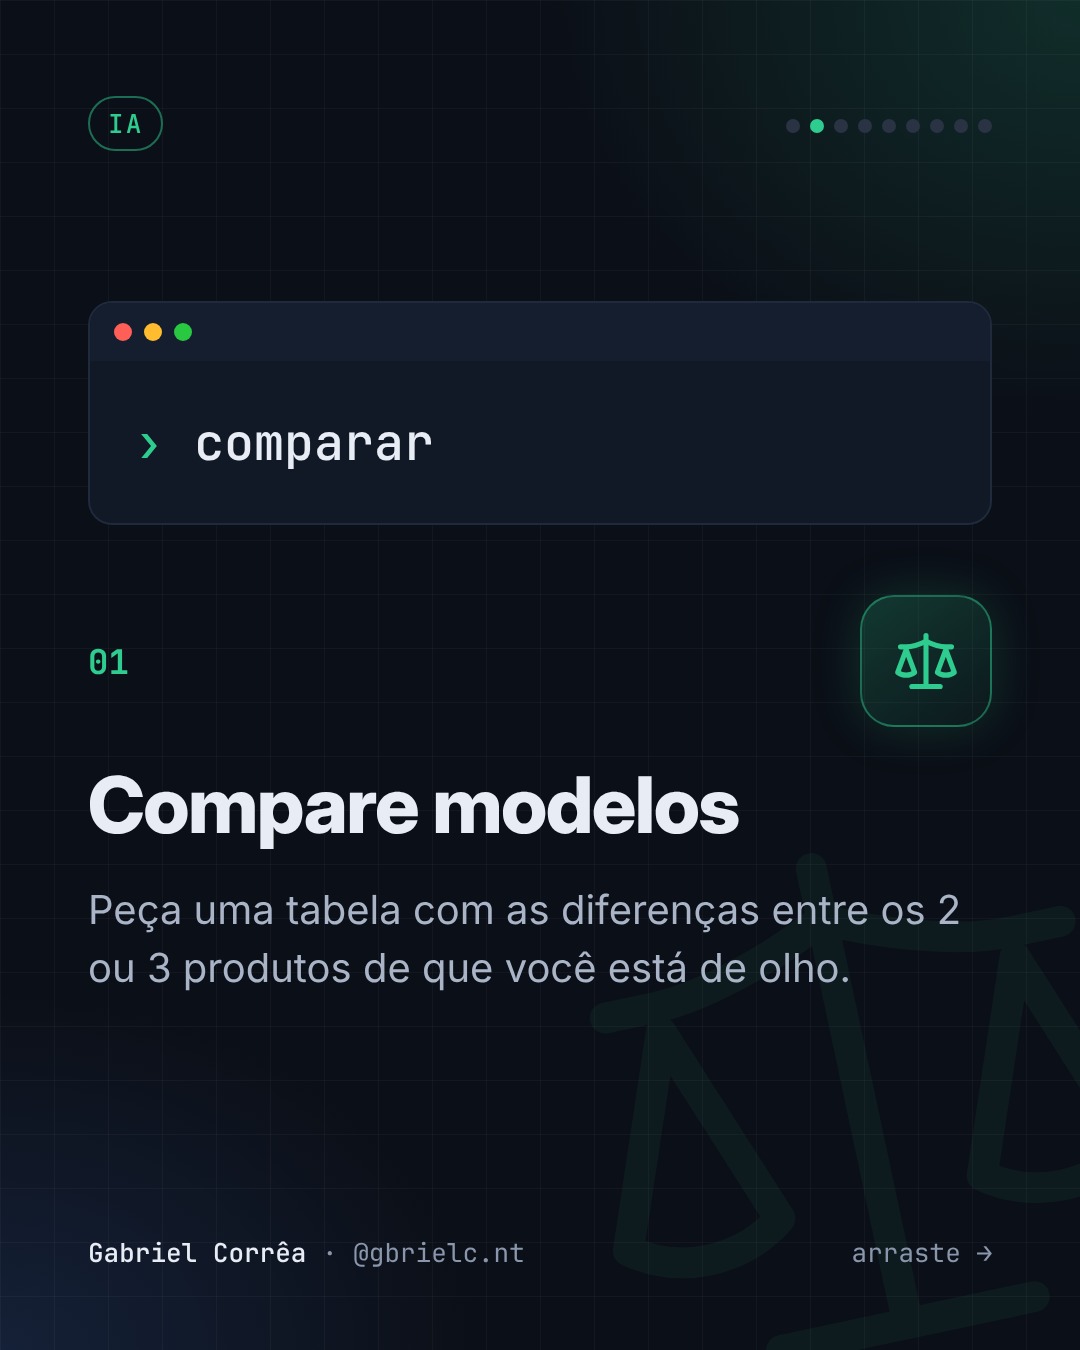 IA
› comparar
01
Compare modelos
Peça uma tabela com as diferenças entre os 2
ou 3 produtos de que você está de olho.
Gabriel Corrêa · @gbrielc.nt
arraste →